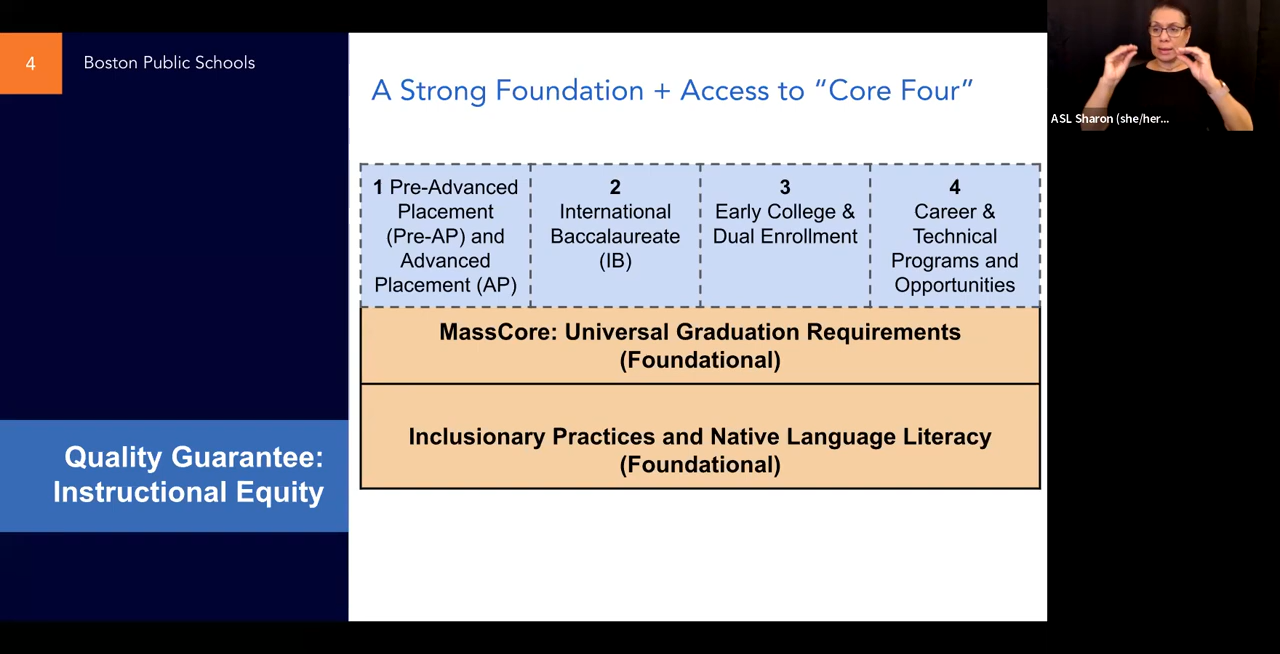 4
Boston Public Schools
A Strong Foundation + Access to “Core Four”
1 Pre-Advanced
Placement
(Pre-AP) and
Advanced
Placement (AP)
2
International
Baccalaureate
(IB)
3
Early College &
Dual Enrollment
4
Career &
Technical
Programs and
Opportunities
MassCore: Universal Graduation Requirements
(Foundational)
Inclusionary Practices and Native Language Literacy
(Foundational)
Quality Guarantee:
Instructional Equity
ASL Sharon (she/her...